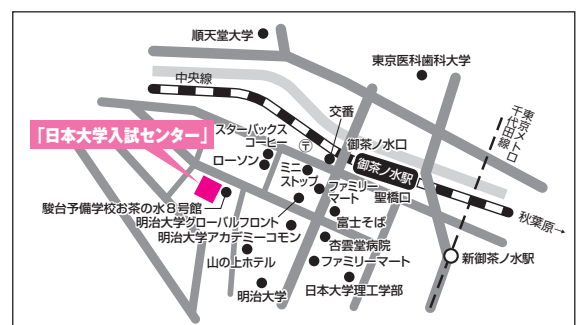 順天堂大学
東京医科歯科大学
中央線
東京メトロ
千代田線
「日本大学入試センター」
交番
スターバックス
コーヒー
〒
御茶ノ水口
ローソン
ミニ
ストップ
御茶ノ水駅
ファミリー
マート
聖橋口
駿台予備学校お茶の水8号館
明治大学グローバルフロント
富士そば
秋葉原→
明治大学アカデミーコモン
杏雲堂病院
山の上ホテル
ファミリーマート
新御茶ノ水駅
明治大学
日本大学理工学部